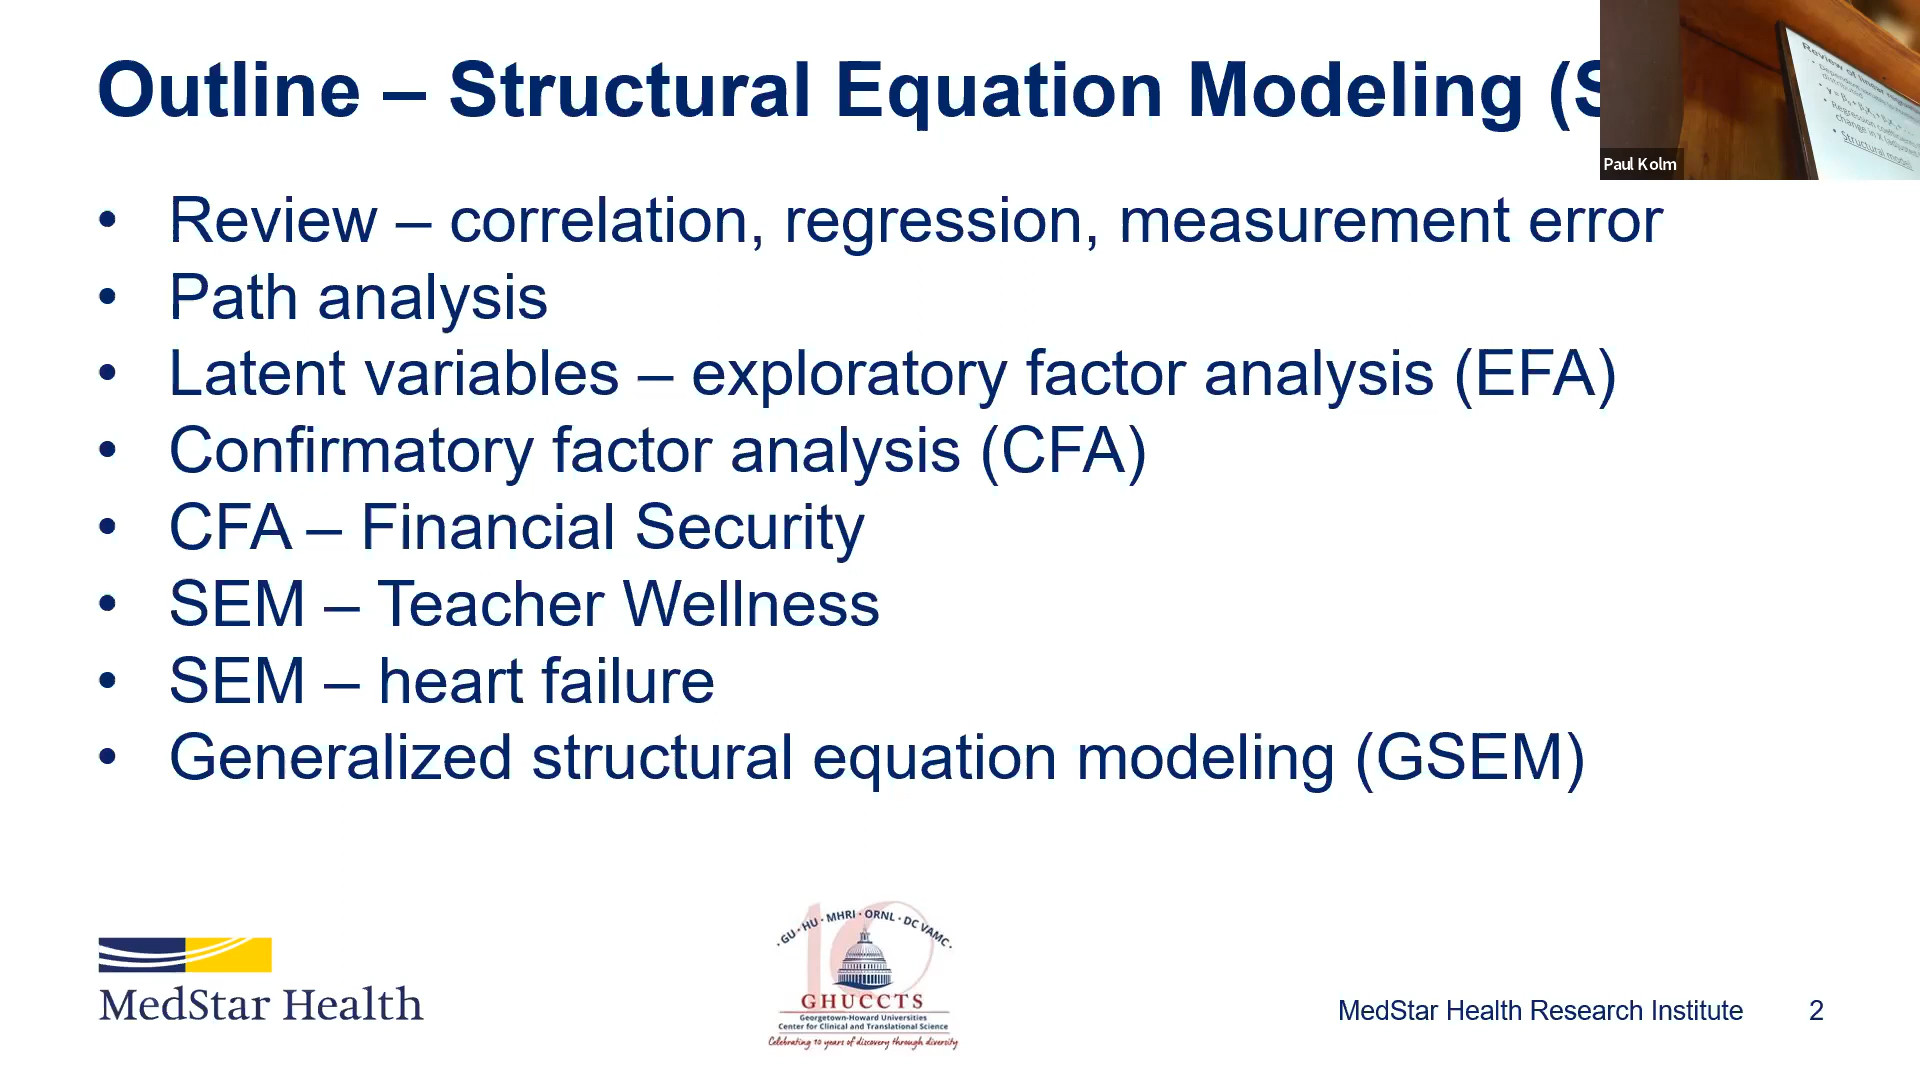 Outline – Structural Equation Modeling (S
Paul Kolm
• Review – correlation, regression, measurement error
• Path analysis
• Latent variables – exploratory factor analysis (EFA)
• Confirmatory factor analysis (CFA)
• CFA – Financial Security
• SEM – Teacher Wellness
• SEM – heart failure
• Generalized structural equation modeling (GSEM)
MedStar Health
· GU · HU · MHRI · ORNL · DC VAMC ·
10
GHUCCTS
Georgetown-Howard Universities
Center for Clinical and Translational Science
Celebrating 10 years of discovery through diversity
MedStar Health Research Institute 2